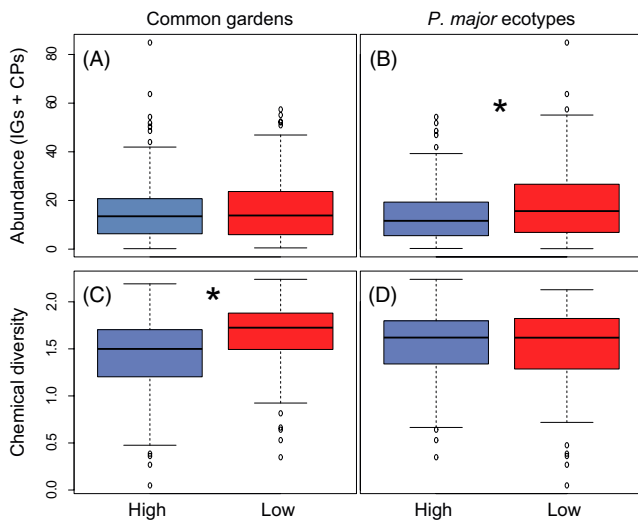 Common gardens
P. major ecotypes
Abundance (IGs + CPs)
80
60
40
20
0
(A)
*
(B)
Chemical diversity
2.0
1.5
1.0
0.5
0.0
(C)
*
(D)
High
Low
High
Low